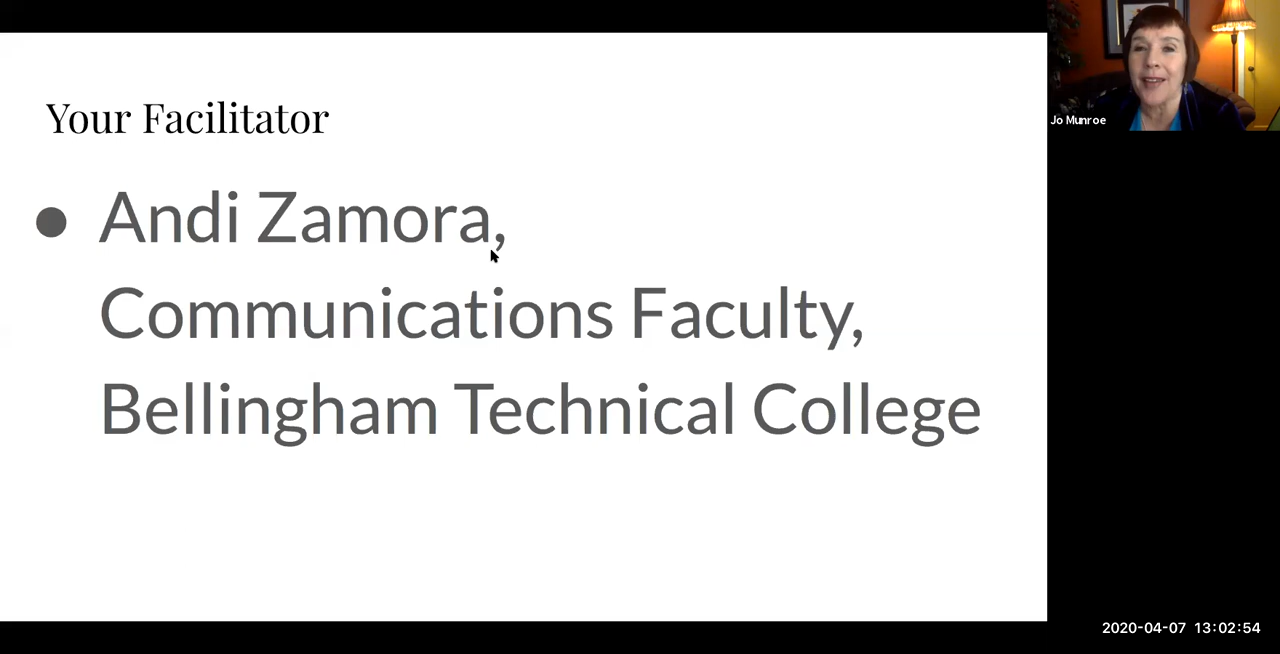 Your Facilitator
● Andi Zamora,
Communications Faculty,
Bellingham Technical College
Jo Munroe
2020-04-07 13:02:54